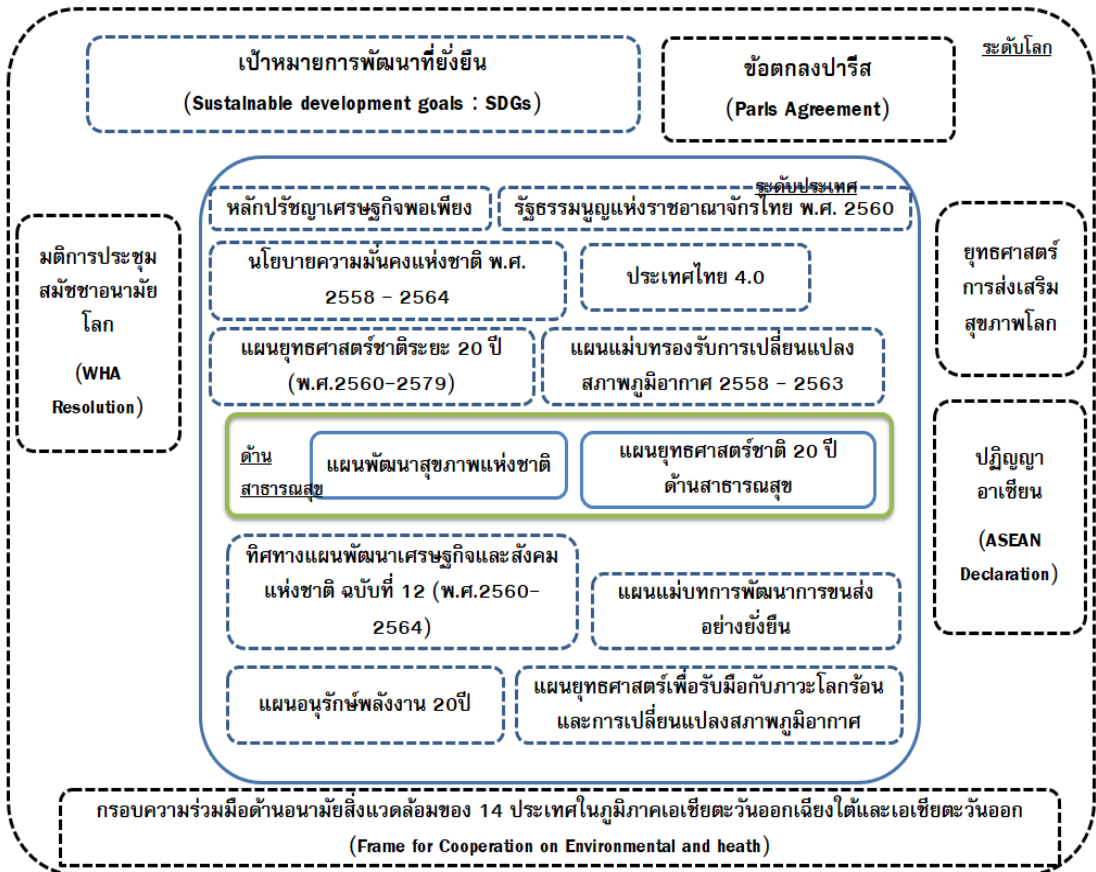 เป้าหมายการพัฒนาที่ยั่งยืน
(Sustainable development goals : SDGs)
ข้อตกลงปารีส
(Paris Agreement)
ระดับโลก
ระดับประเทศ
หลักปรัชญาเศรษฐกิจพอเพียง
รัฐธรรมนูญแห่งราชอาณาจักรไทย พ.ศ. 2560
มติการประชุม
สมัชชาอนามัย
โลก
(WHA
Resolution)
นโยบายความมั่นคงแห่งชาติ พ.ศ.
2558 - 2564
ประเทศไทย 4.0
ยุทธศาสตร์
การส่งเสริม
สุขภาพโลก
แผนยุทธศาสตร์ชาติระยะ 20 ปี
(พ.ศ.2560-2579)
แผนแม่บทรองรับการเปลี่ยนแปลง
สภาพภูมิอากาศ 2558 - 2563
ด้าน
สาธารณสุข
แผนพัฒนาสุขภาพแห่งชาติ
แผนยุทธศาสตร์ชาติ 20 ปี
ด้านสาธารณสุข
ปฏิญญา
อาเซียน
(ASEAN
Declaration)
ทิศทางแผนพัฒนาเศรษฐกิจและสังคม
แห่งชาติ ฉบับที่ 12 (พ.ศ.2560-
2564)
แผนแม่บทการพัฒนาการขนส่ง
อย่างยั่งยืน
แผนอนุรักษ์พลังงาน 20ปี
แผนยุทธศาสตร์เพื่อรับมือกับภาวะโลกร้อน
และการเปลี่ยนแปลงสภาพภูมิอากาศ
กรอบความร่วมมือด้านอนามัยสิ่งแวดล้อมของ 14 ประเทศในภูมิภาคเอเชียตะวันออกเฉียงใต้และเอเชียตะวันออก
(Frame for Cooperation on Environmental and heath)